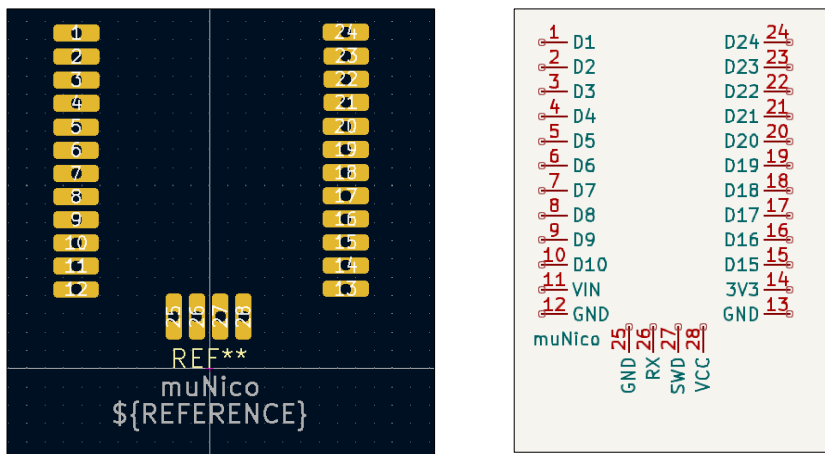 1 24
2 23
3 22
4 21
5 20
6 19
7 18
8 17
9 16
10 15
11 14
12 13
25 26 27 28
REF**
muNico
${REFERENCE}
1 D1 D24 24
2 D2 D23 23
3 D3 D22 22
4 D4 D21 21
5 D5 D20 20
6 D6 D19 19
7 D7 D18 18
8 D8 D17 17
9 D9 D16 16
10 D10 D15 15
11 VIN 3V3 14
12 GND GND 13
muNico 25 26 27 28
GND RX SWD VCC